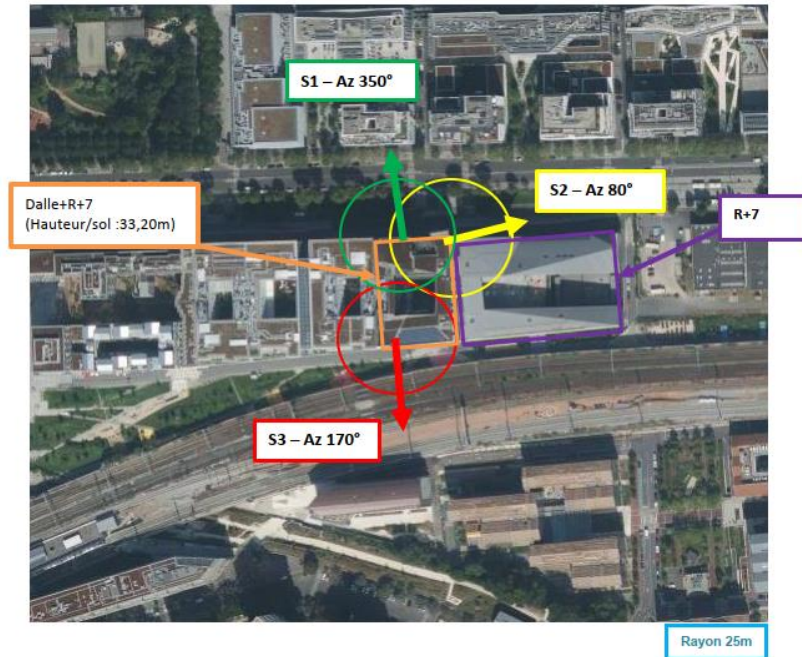 S1 – Az 350°
S2 – Az 80°
Dalle+R+7
(Hauteur/sol :33,20m)
R+7
S3 – Az 170°
Rayon 25m